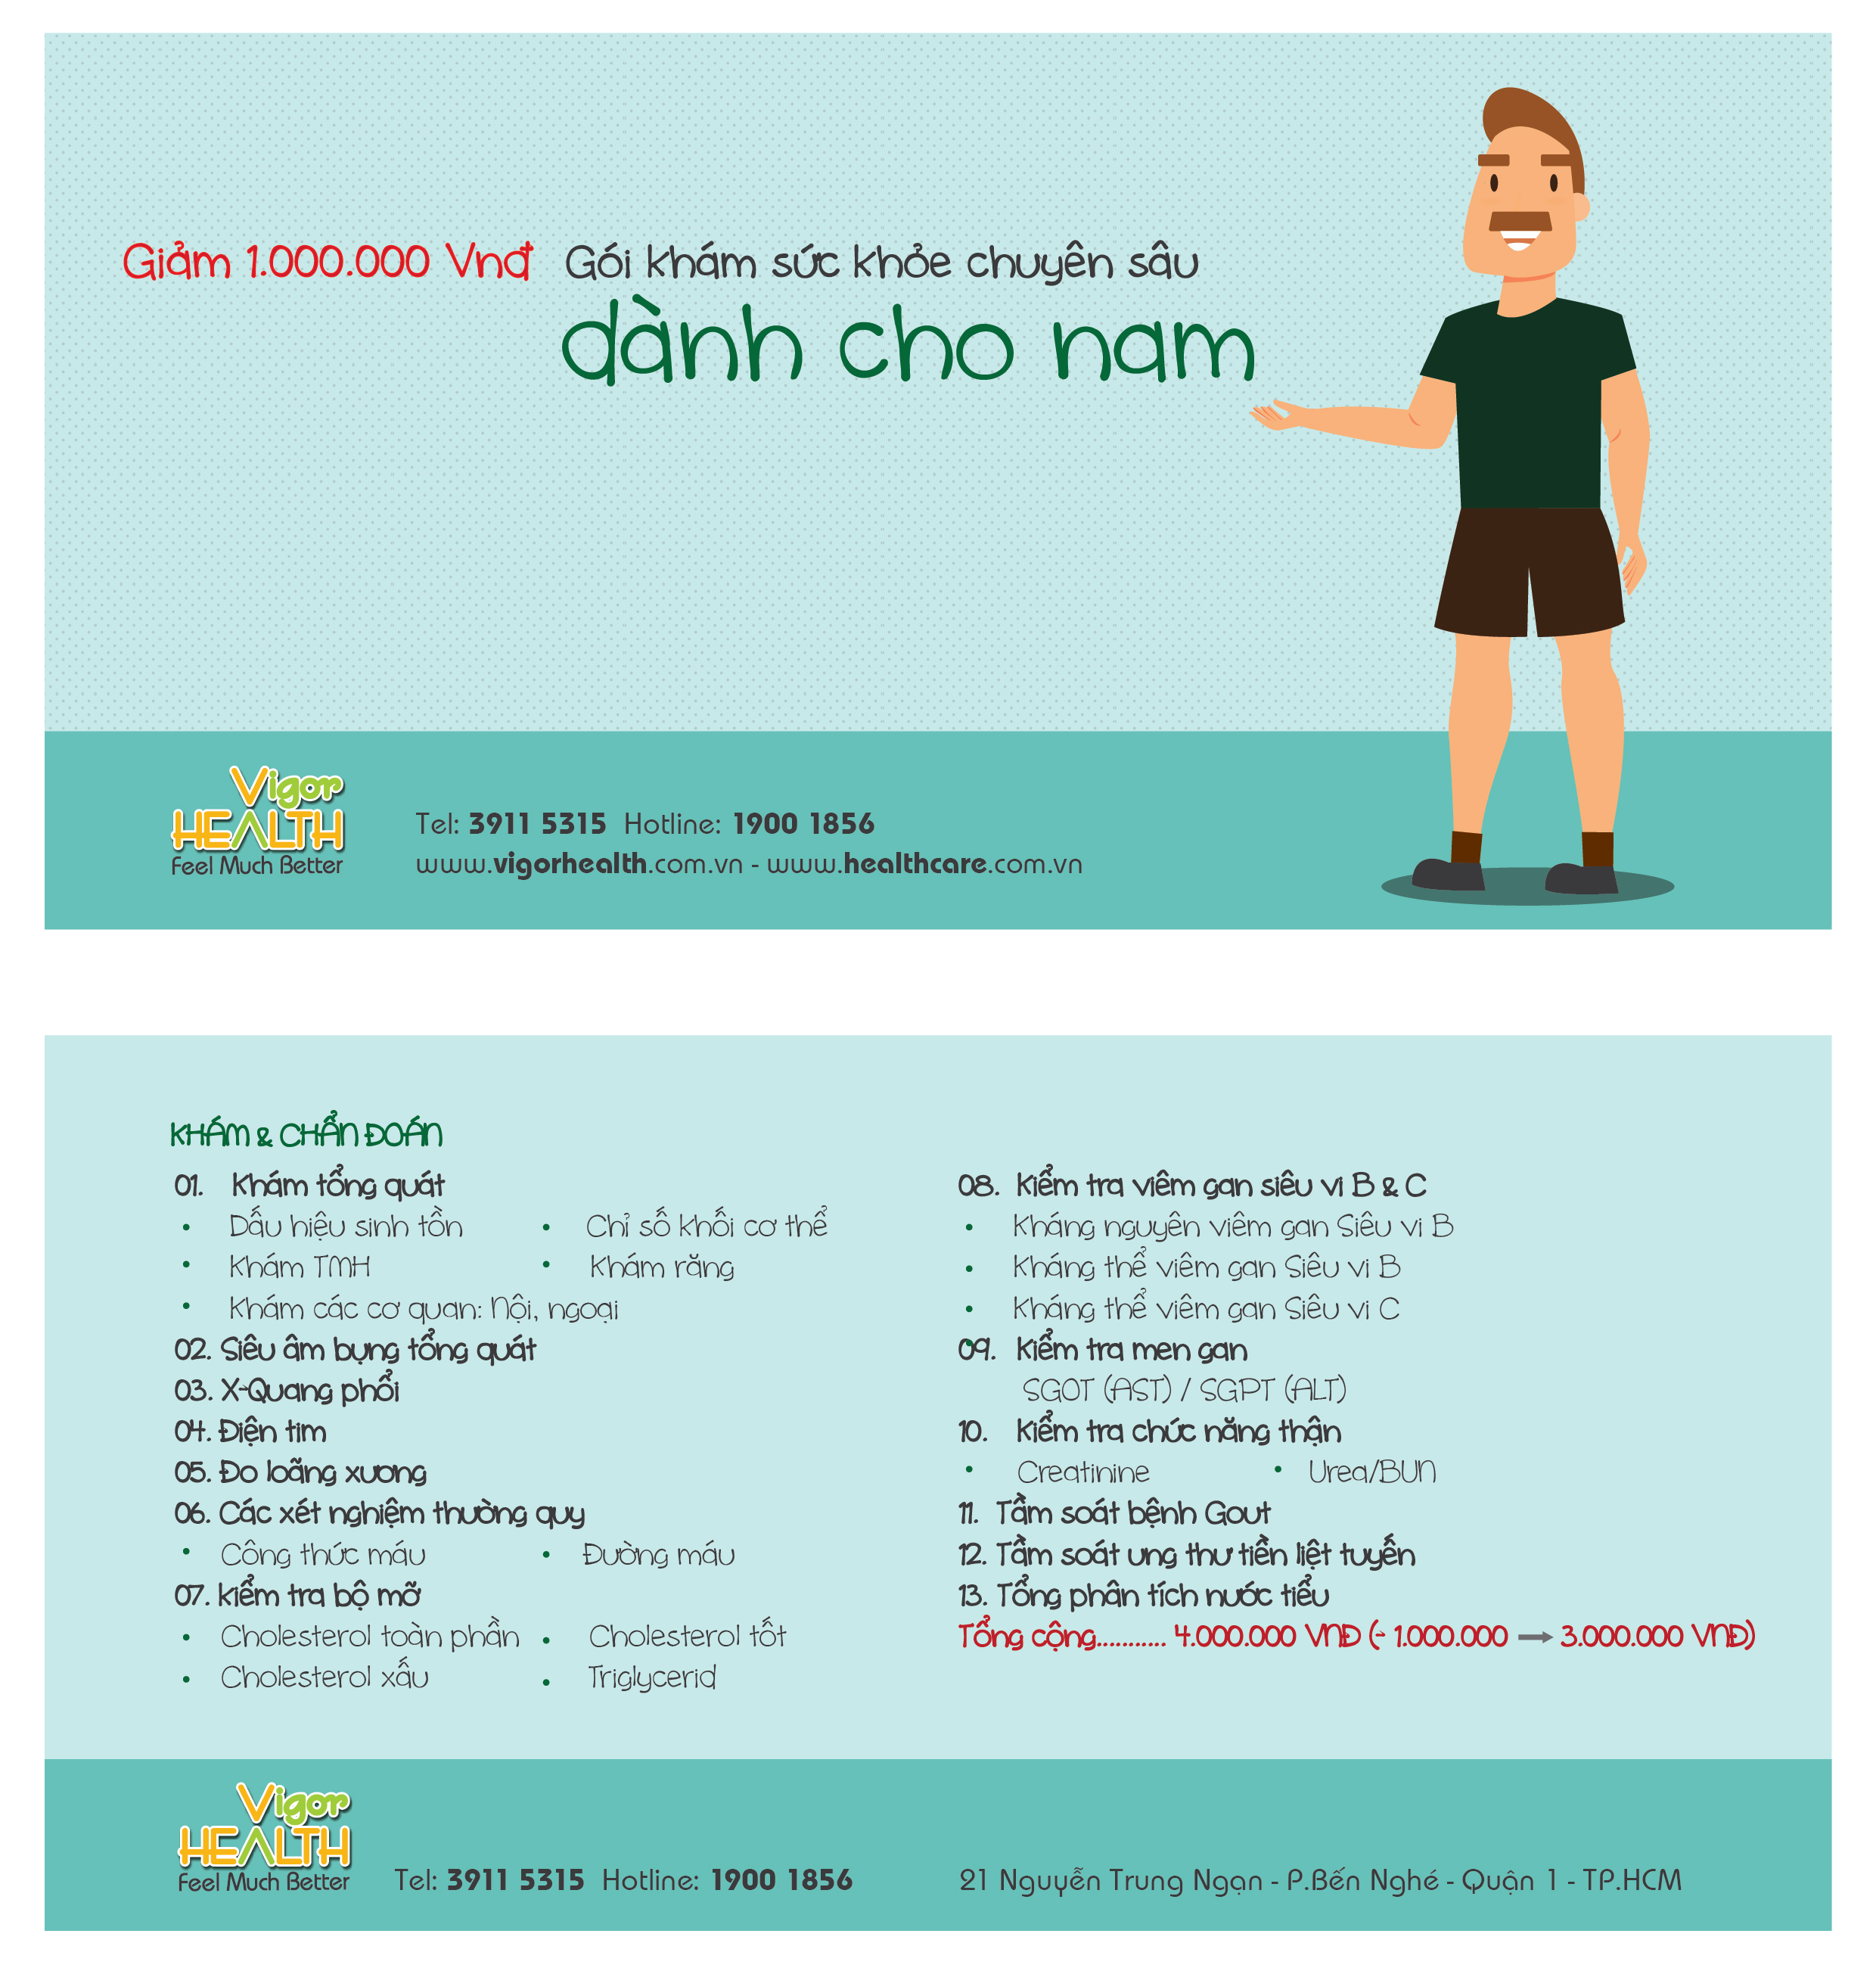 Giảm 1.000.000 Vnđ Gói khám sức khỏe chuyên sâu
dành cho nam
Vigor
HEALTH
Feel Much Better
Tel: 3911 5315 Hotline: 1900 1856
www.vigorhealth.com.vn - www.healthcare.com.vn
KHÁM & CHẨN ĐOÁN
01. Khám tổng quát
• Dấu hiệu sinh tồn • Chỉ số khối cơ thể
• Khám TMH • Khám răng
• Khám các cơ quan: Nội, ngoại
02. Siêu âm bụng tổng quát
03. X-Quang phổi
04. Điện tim
05. Đo loãng xương
06. Các xét nghiệm thường quy
• Công thức máu • Đường máu
07. kiểm tra bộ mỡ
• Cholesterol toàn phần • Cholesterol tốt
• Cholesterol xấu • Triglycerid
08. Kiểm tra viêm gan siêu vi B & C
• Kháng nguyên viêm gan Siêu vi B
• Kháng thể viêm gan Siêu vi B
• Kháng thể viêm gan Siêu vi C
09. Kiểm tra men gan
SGOT (AST) / SGPT (ALT)
10. Kiểm tra chức năng thận
• Creatinine • Urea/BUN
11. Tầm soát bệnh Gout
12. Tầm soát ung thư tiền liệt tuyến
13. Tổng phân tích nước tiểu
Tổng cộng........... 4.000.000 VNĐ (- 1.000.000 → 3.000.000 VNĐ)
Vigor
HEALTH
Feel Much Better
Tel: 3911 5315 Hotline: 1900 1856
21 Nguyễn Trung Ngạn - P.Bến Nghé - Quận 1 - TP.HCM